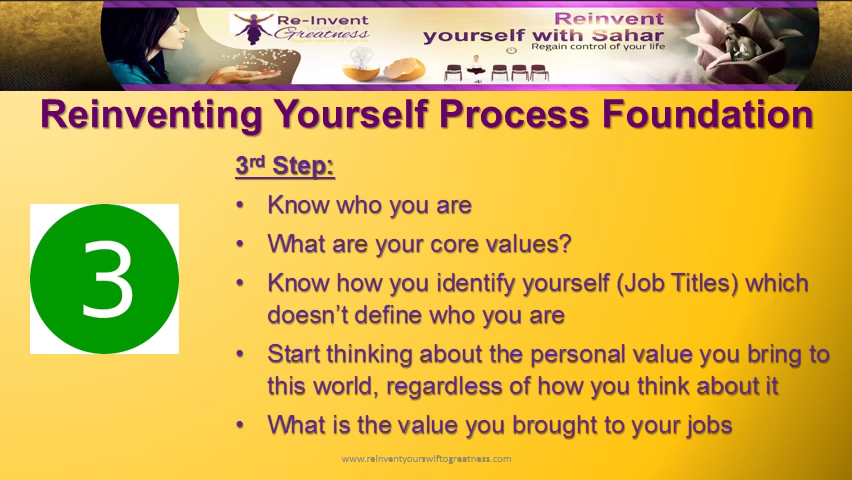 Re-Invent
Greatness
Reinvent
yourself with Sahar
Regain control of your life
Reinventing Yourself Process Foundation
3rd Step:
3
• Know who you are
• What are your core values?
• Know how you identify yourself (Job Titles) which
doesn't define who you are
• Start thinking about the personal value you bring to
this world, regardless of how you think about it
• What is the value you brought to your jobs
www.reinventyourswiftogreatness.com